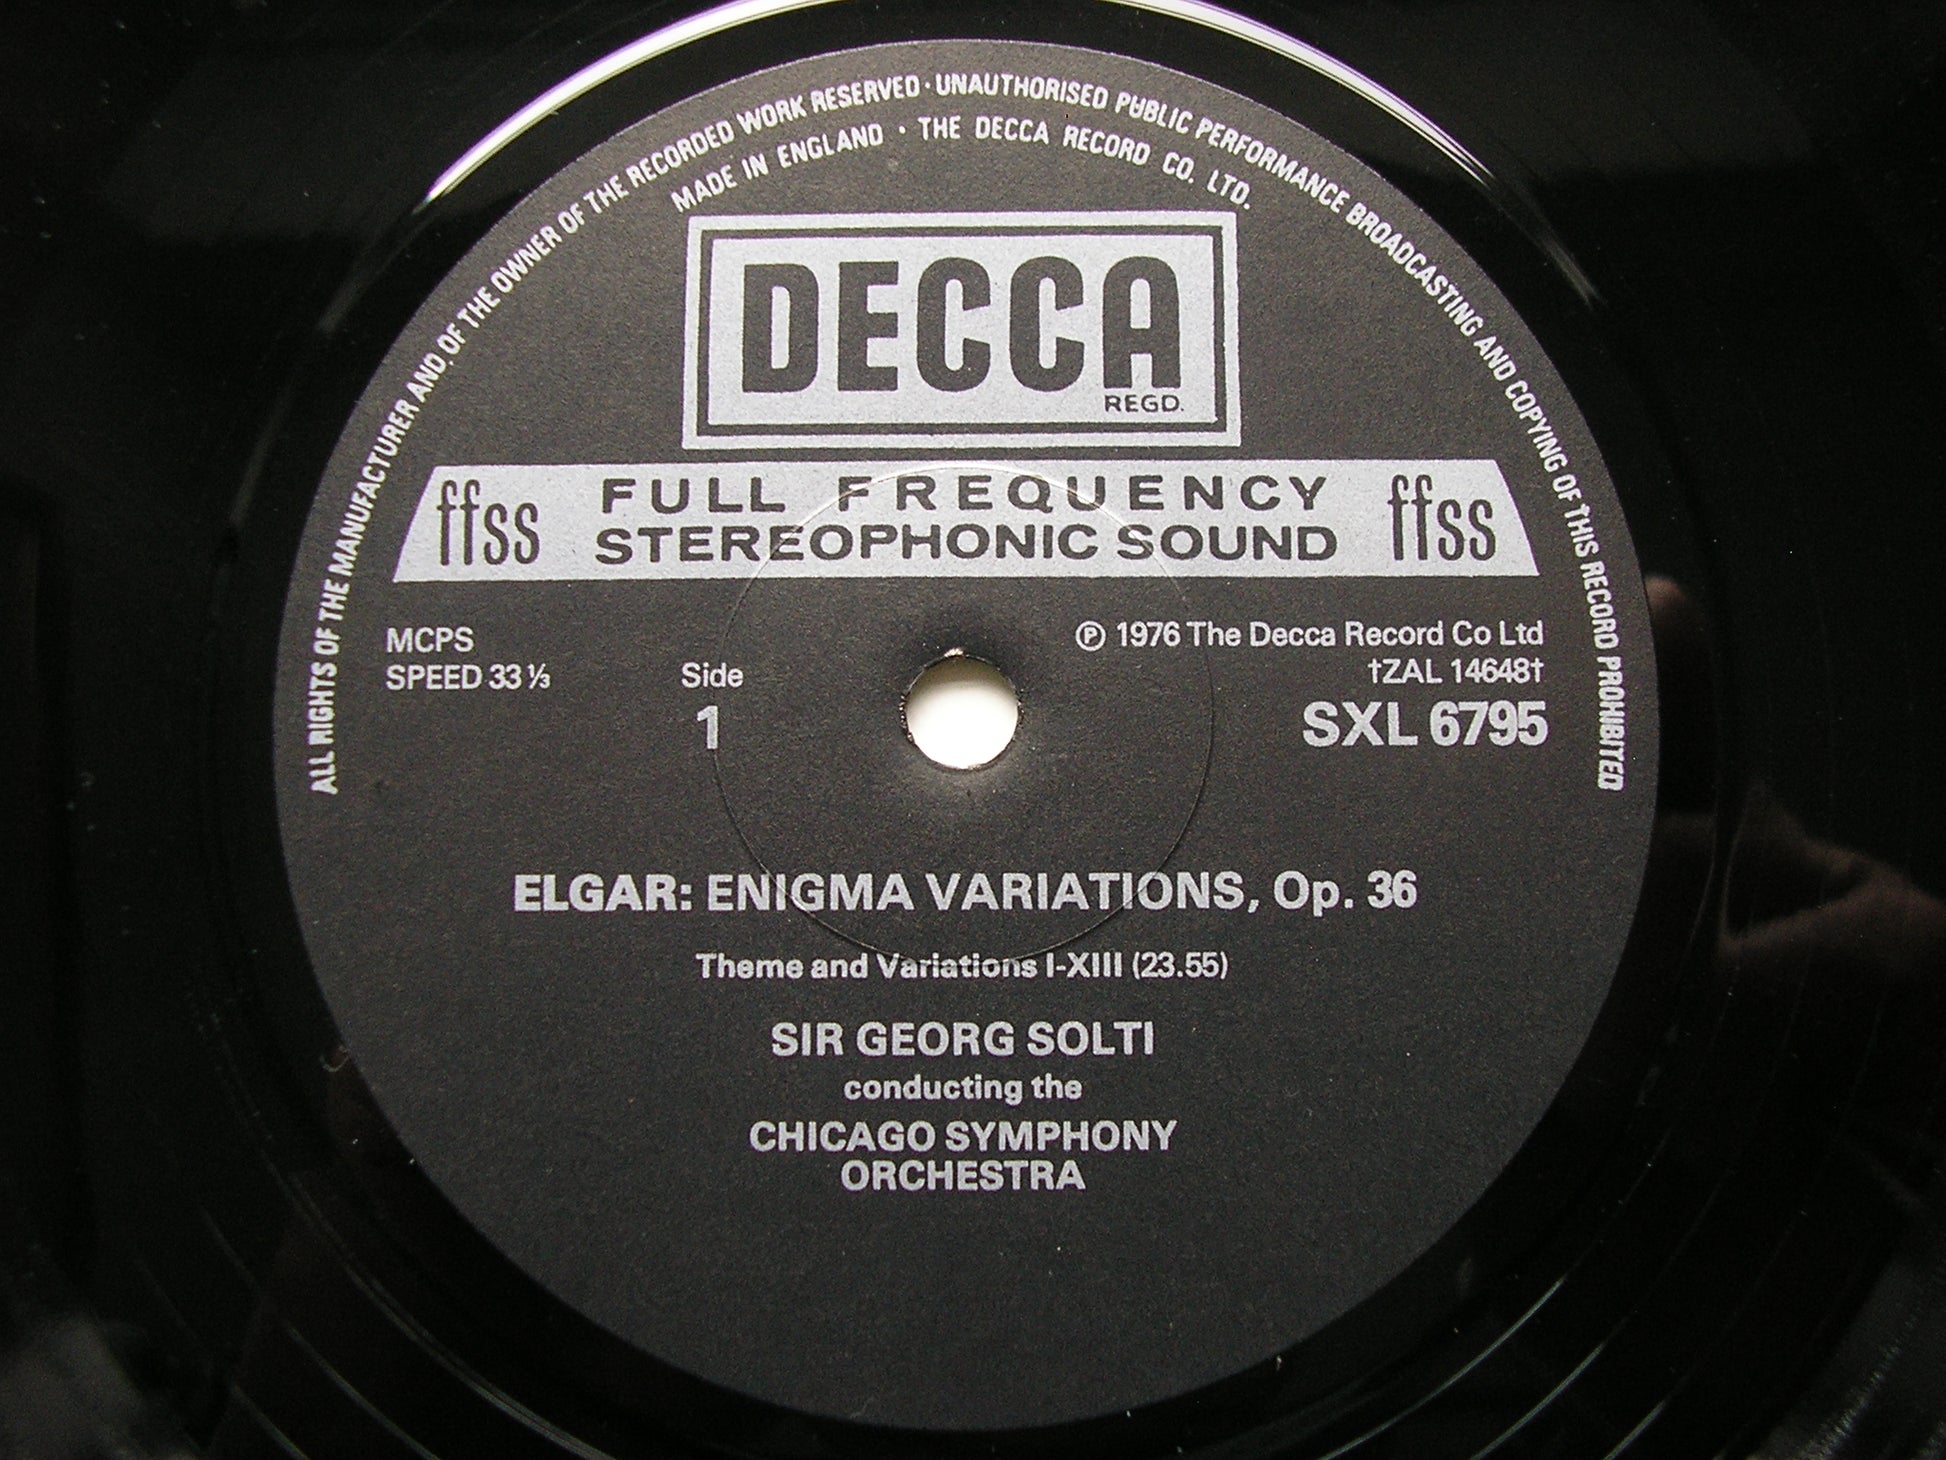 ALL RIGHTS OF THE MANUFACTURER AND OF THE OWNER OF THE RECORDED WORK RESERVED · UNAUTHORISED PUBLIC PERFORMANCE BROADCASTING AND COPYING OF THIS RECORD PROHIBITED
MADE IN ENGLAND · THE DECCA RECORD CO. LTD.
DECCA
REGD.
ffss FULL FREQUENCY ffss
STEREOPHONIC SOUND
MCPS
SPEED 33 ⅓
Side
1
℗ 1976 The Decca Record Co Ltd
†ZAL 14648†
SXL 6795
ELGAR: ENIGMA VARIATIONS, Op. 36
Theme and Variations I-XIII (23.55)
SIR GEORG SOLTI
conducting the
CHICAGO SYMPHONY
ORCHESTRA